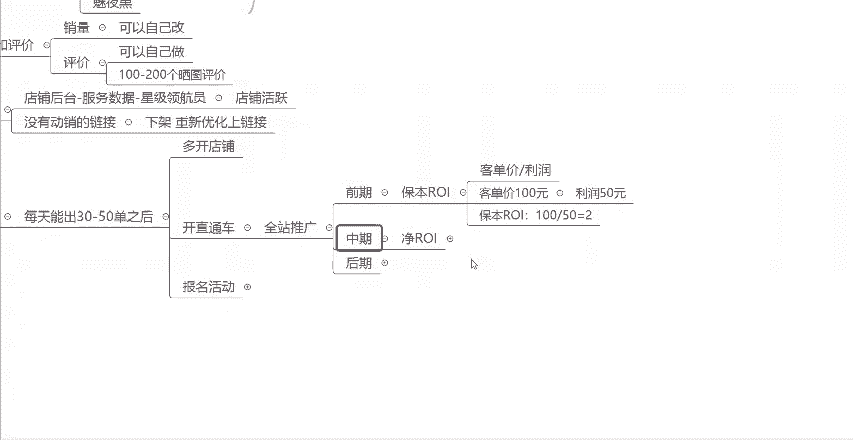 魅夜黑
和评价
销量
可以自己改
评价
可以自己做
100-200个晒图评价
店铺后台-服务数据-星级领航员
店铺活跃
没有动销的链接
下架 重新优化上链接
每天能出30-50单之后
多开店铺
开直通车
全站推广
前期
保本ROI
客单价/利润
客单价100元
利润50元
保本ROI：100/50=2
中期
净ROI
后期
报名活动